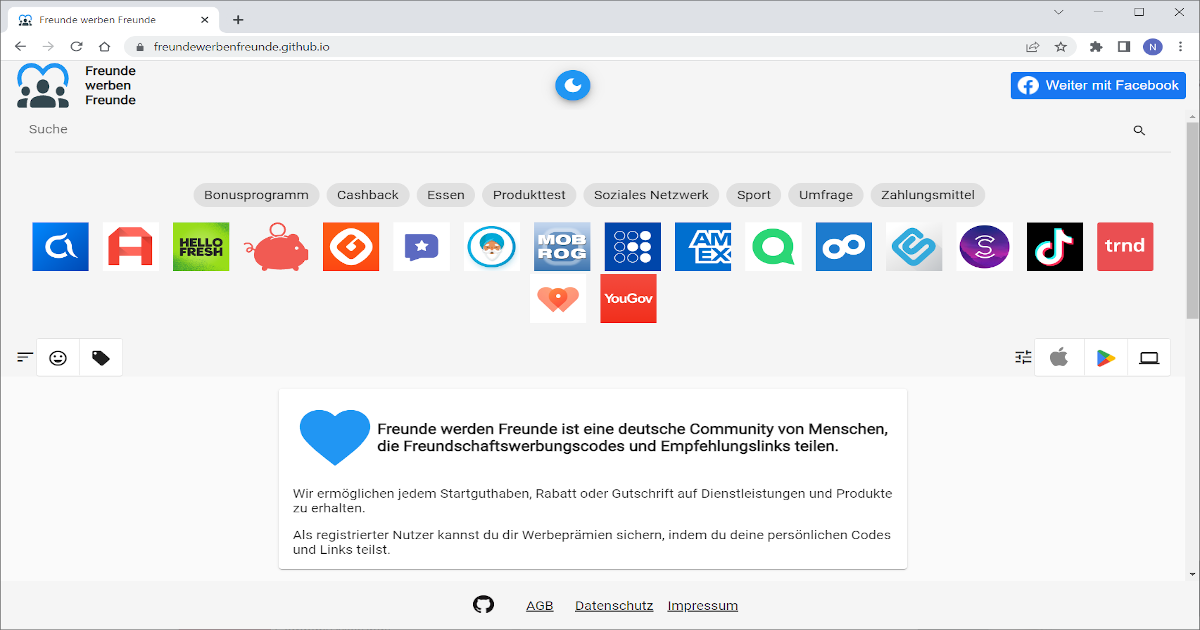 Freunde werben Freunde
freundewerbenfreunde.github.io
N
Freunde
werben
Freunde
Weiter mit Facebook
Suche
Bonusprogramm Cashback Essen Produkttest Soziales Netzwerk Sport Umfrage Zahlungsmittel
HELLO
FRESH
MOB
ROG
AM
EX
S
trnd
YouGov
Freunde werden Freunde ist eine deutsche Community von Menschen,
die Freundschaftswerbungscodes und Empfehlungslinks teilen.
Wir ermöglichen jedem Startguthaben, Rabatt oder Gutschrift auf Dienstleistungen und Produkte
zu erhalten.
Als registrierter Nutzer kannst du dir Werbeprämien sichern, indem du deine persönlichen Codes
und Links teilst.
AGB Datenschutz Impressum